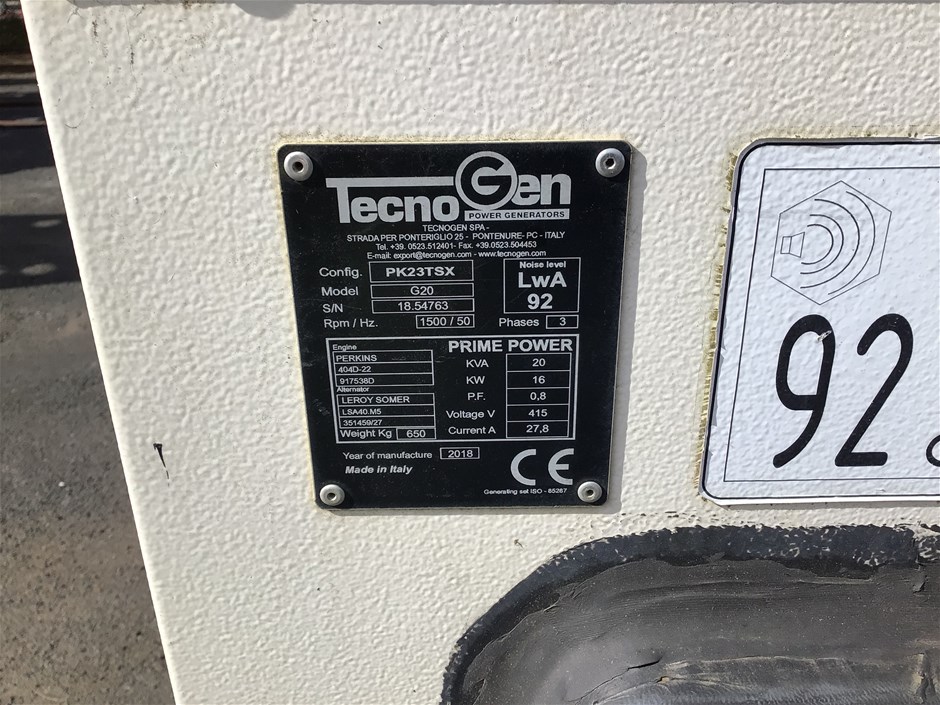 TecnoGen
POWER GENERATORS
TECNOGEN SPA -
STRADA PER PONTERIGLIO 25 - PONTENURE- PC - ITALY
Tel. +39. 0523.512401- Fax. +39.0523.504453
E-mail: export@tecnogen.com - www.tecnogen.com
Config. PK23TSX
Model G20
S/N 18.54763
Rpm / Hz. 1500 / 50
Noise level
LwA
92
Phases 3
Engine
PERKINS
404D-22
917538D
Alternator
LEROY SOMER
LSA40.M5
351459/27
Weight Kg 650
PRIME POWER
KVA 20
KW 16
P.F. 0,8
Voltage V 415
Current A 27,8
Year of manufacture 2018
Made in Italy
CE
Generating set ISO - 85287
92